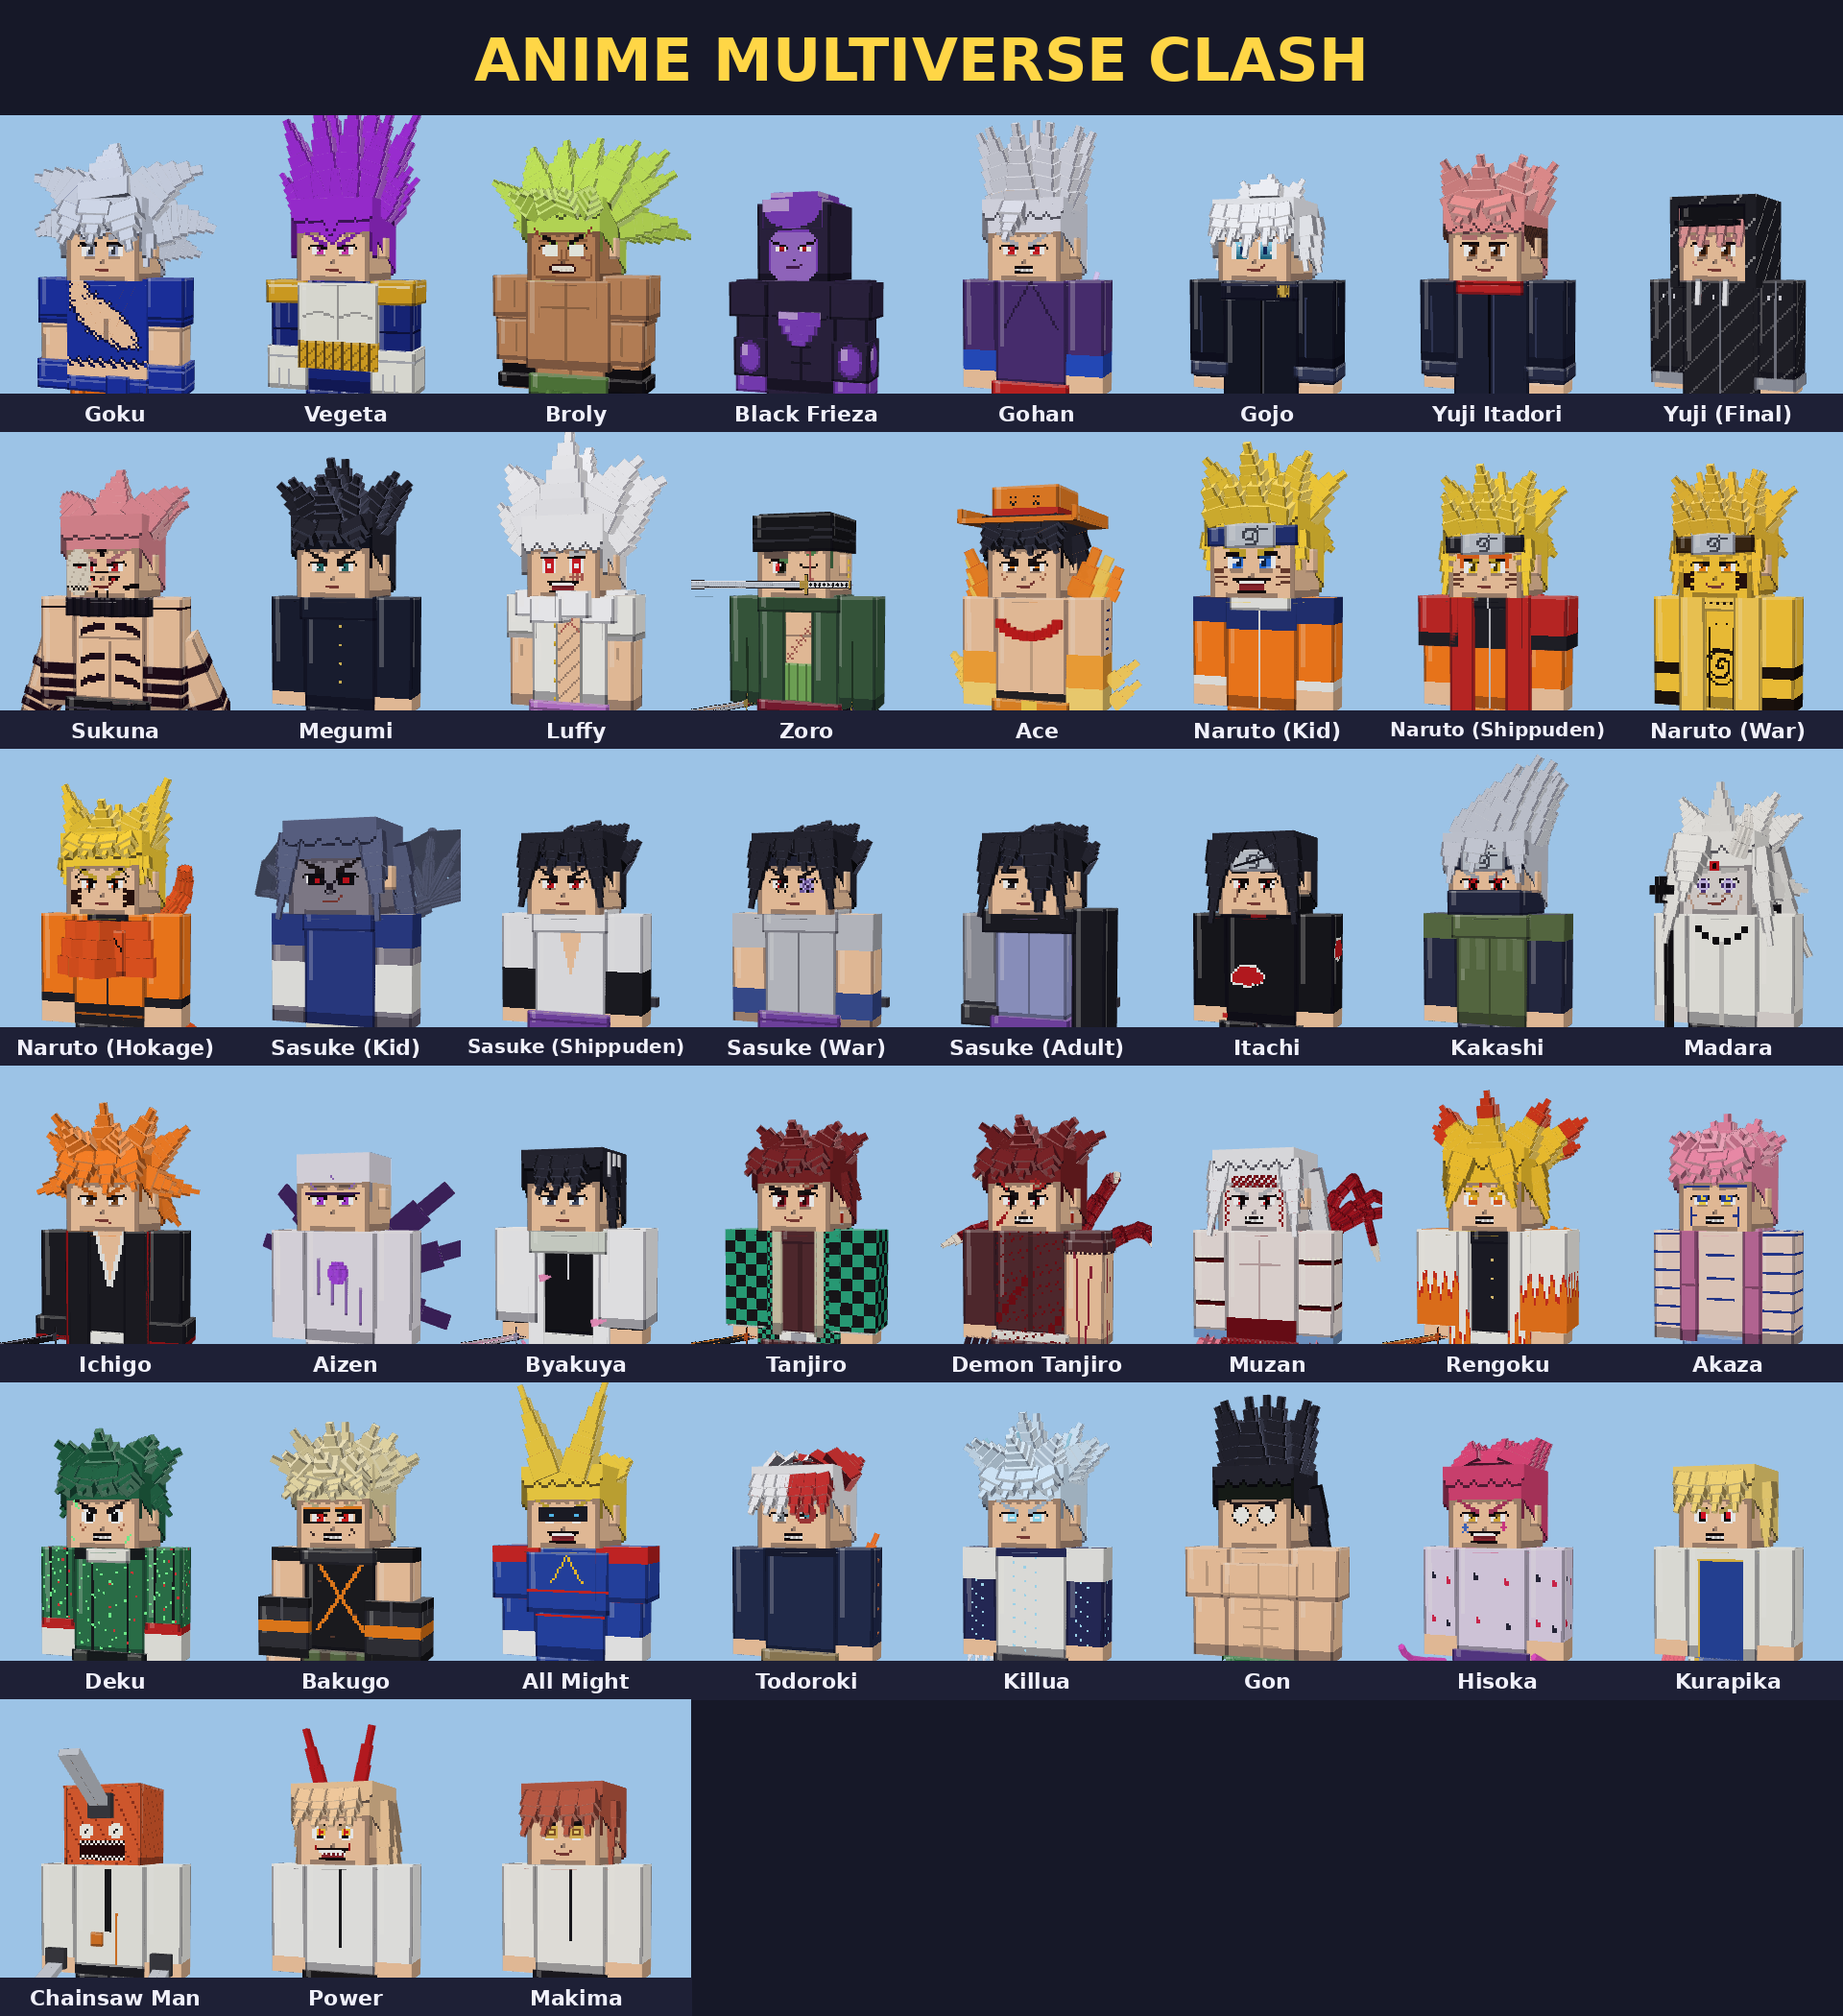 ANIME MULTIVERSE CLASH
Goku Vegeta Broly Black Frieza Gohan Gojo Yuji Itadori Yuji (Final)
Sukuna Megumi Luffy Zoro Ace Naruto (Kid) Naruto (Shippuden) Naruto (War)
Naruto (Hokage) Sasuke (Kid) Sasuke (Shippuden) Sasuke (War) Sasuke (Adult) Itachi Kakashi Madara
Ichigo Aizen Byakuya Tanjiro Demon Tanjiro Muzan Rengoku Akaza
Deku Bakugo All Might Todoroki Killua Gon Hisoka Kurapika
Chainsaw Man Power Makima